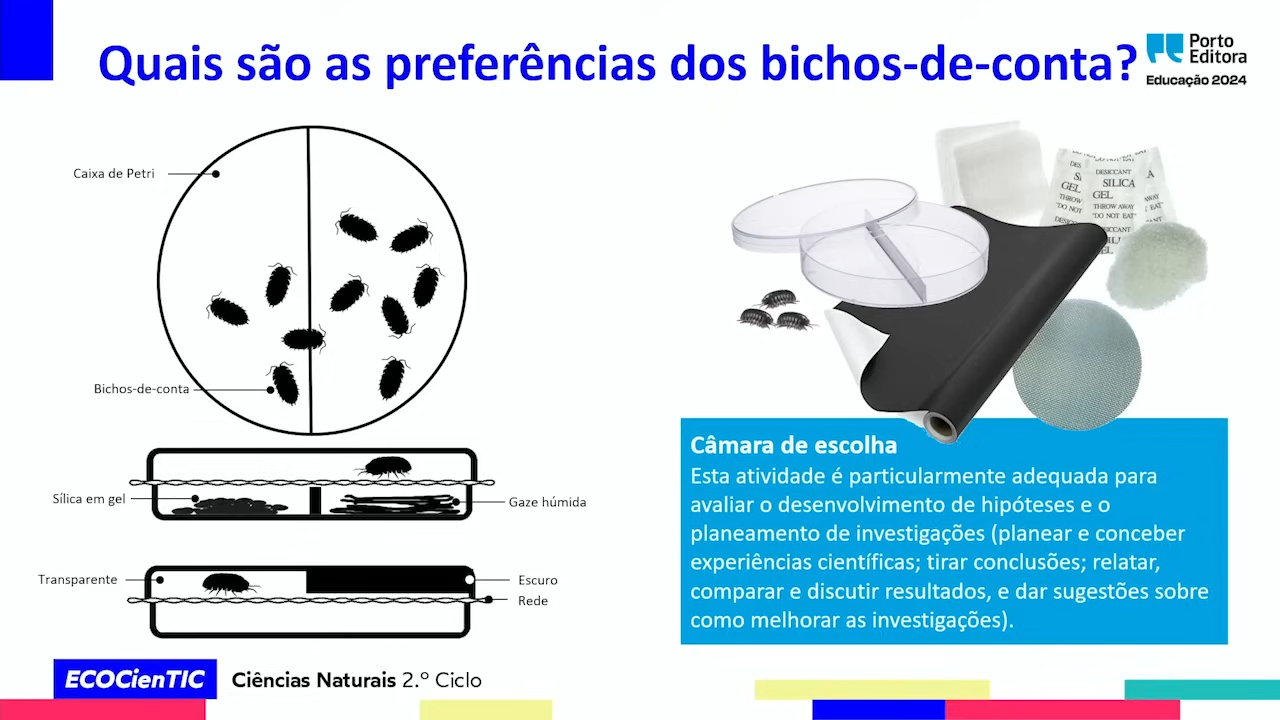 Quais são as preferências dos bichos-de-conta?
Porto
Editora
Educação 2024
Caixa de Petri
Bichos-de-conta
Sílica em gel
Gaze húmida
Transparente
Escuro
Rede
DESICCANT
SILICA
GEL
THROW AWAY
"DO NOT EAT"
Câmara de escolha
Esta atividade é particularmente adequada para
avaliar o desenvolvimento de hipóteses e o
planeamento de investigações (planear e conceber
experiências científicas; tirar conclusões; relatar,
comparar e discutir resultados, e dar sugestões sobre
como melhorar as investigações).
ECOCienTIC
Ciências Naturais 2.º Ciclo